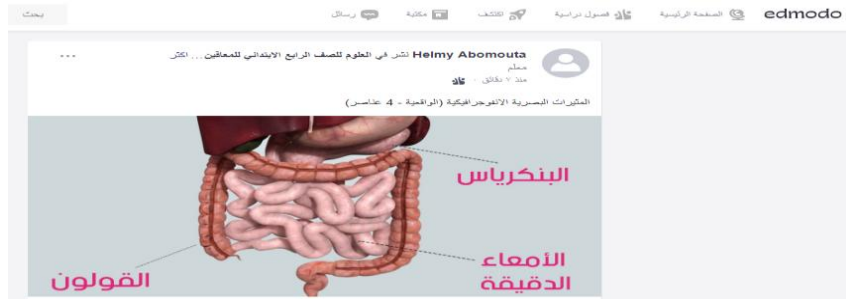 edmodo الصفحة الرئيسية فصول دراسية اكتشف مكتبة رسائل بحث
Helmy Abomouta نشر في العلوم للصف الرابع الابتدائي للمعاقين... اكثر
معلم
منذ ٧ دقائق
المثيرات البصرية الانفوجرافيكية (الواقعية - 4 عناصر)
البنكرياس
الأمعاء
الدقيقة
القولون